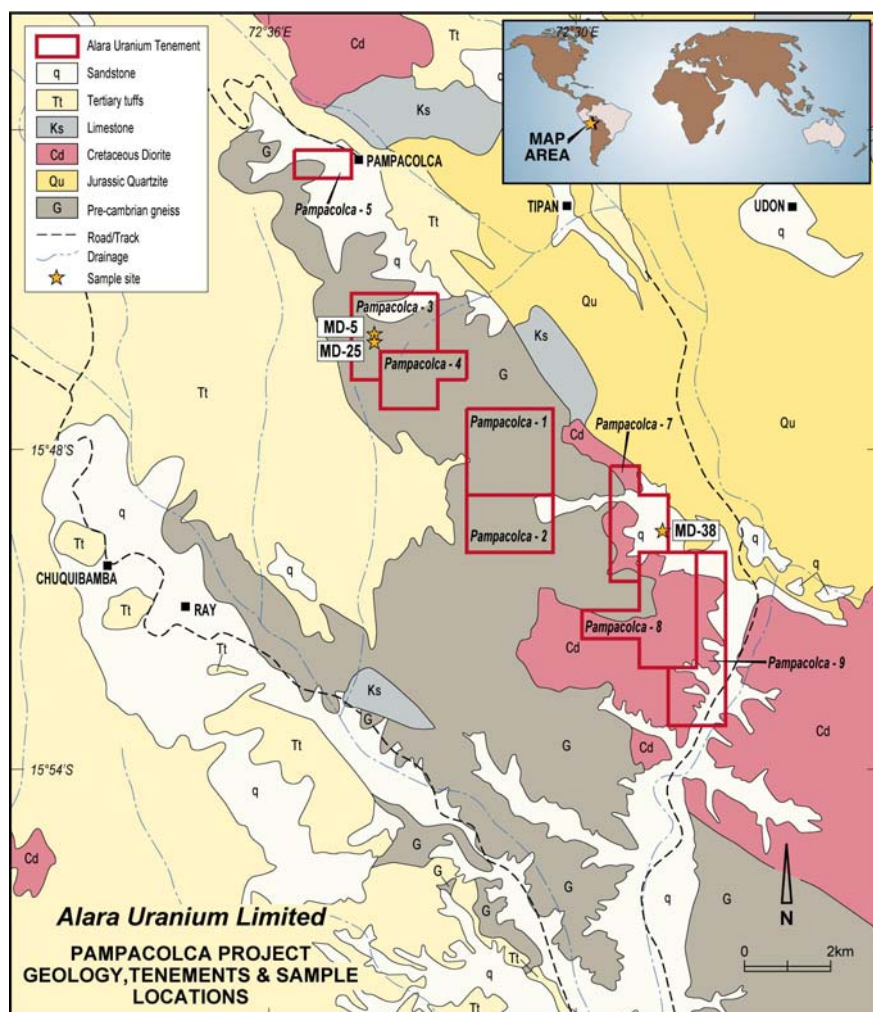 72°36'E
72°30'E
Alara Uranium Tenement
q Sandstone
Tt Tertiary tuffs
Ks Limestone
Cd Cretaceous Diorite
Qu Jurassic Quartzite
G Pre-cambrian gneiss
Road/Track
Drainage
Sample site
MAP
AREA
Cd
Tt
q
Ks
G
PAMPACOLCA
Pampacolca - 5
TIPAN
UDON
q
Tt
q
Qu
Pampacolca - 3
MD-5
MD-25
Pampacolca - 4
Ks
G
Tt
Pampacolca - 1
Pampacolca - 7
Cd
Qu
15°48'S
q
Pampacolca - 2
q
MD-38
q
q
Tt
CHUQUIBAMBA
q
RAY
Tt
Pampacolca - 8
Cd
Pampacolca - 9
Tt
Ks
G
Tt
G
Cd
Cd
15°54'S
q
Cd
G
G
G
q
G
G
N
Tt
q
Tt
0 2km
Alara Uranium Limited
PAMPACOLCA PROJECT
GEOLOGY,TENEMENTS & SAMPLE
LOCATIONS